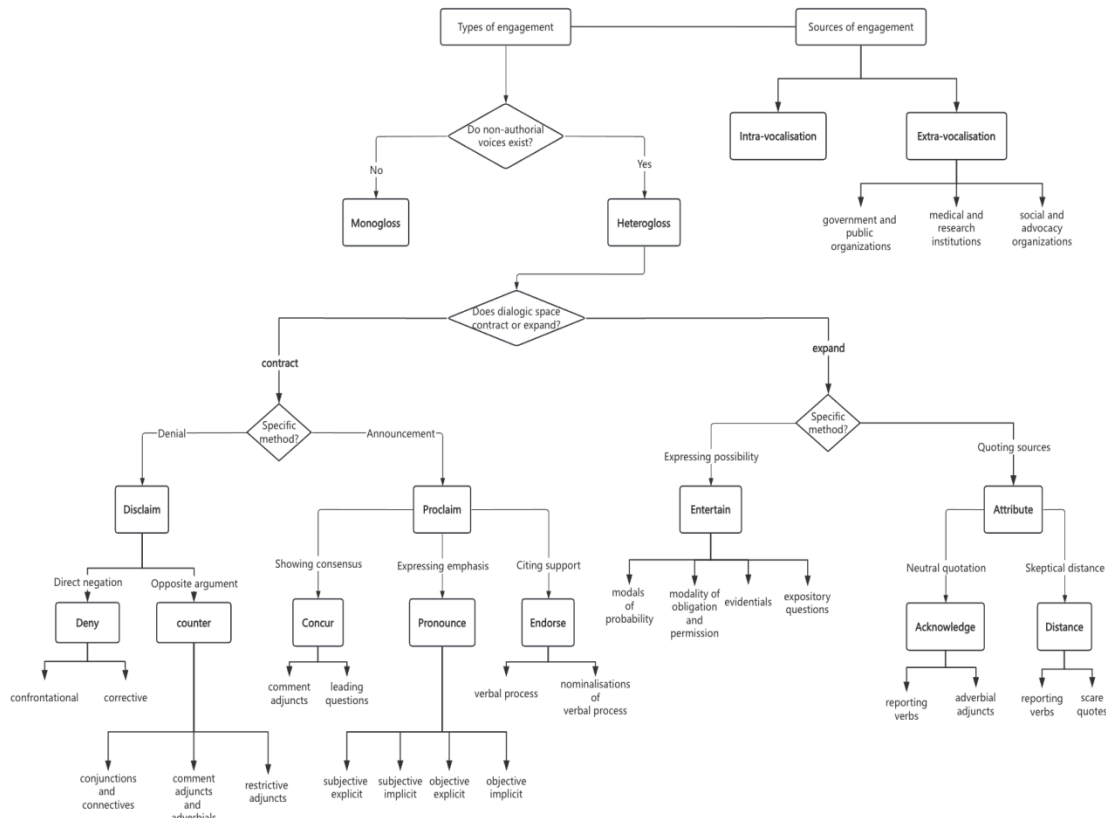 Types of engagement
Sources of engagement
Do non-authorial
voices exist?
Intra-vocalisation
Extra-vocalisation
No
Yes
Monogloss
Heterogloss
government and
public
organizations
medical and
research
institutions
social and
advocacy
organizations
Does dialogic space
contract or expand?
contract
expand
Specific
method?
Denial
Announcement
Specific
method?
Expressing possibility
Quoting sources
Disclaim
Proclaim
Entertain
Attribute
Direct negation
Opposite argument
Showing consensus
Expressing emphasis
Citing support
Neutral quotation
Skeptical distance
modals
of
probability
modality of
obligation
and
permission
evidentials
expository
questions
Deny
counter
Concur
Pronounce
Endorse
Acknowledge
Distance
confrontational
corrective
comment
adjuncts
leading
questions
verbal process
nominalisations
of
verbal process
reporting
verbs
adverbial
adjuncts
reporting
verbs
scare
quotes
conjunctions
and
connectives
comment
adjuncts
and
adverbials
restrictive
adjuncts
subjective
explicit
subjective
implicit
objective
explicit
objective
implicit